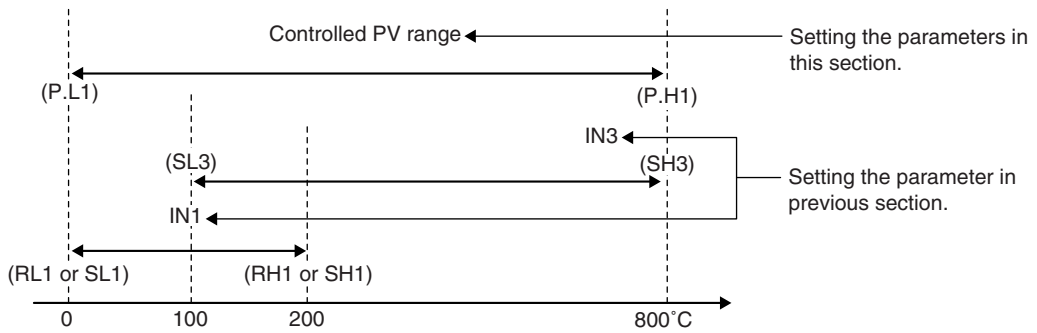 Controlled PV range
Setting the parameters in
this section.
(P.L1)
(P.H1)
IN3
(SL3)
(SH3)
Setting the parameter in
previous section.
IN1
(RL1 or SL1)
(RH1 or SH1)
0
100
200
800˚C